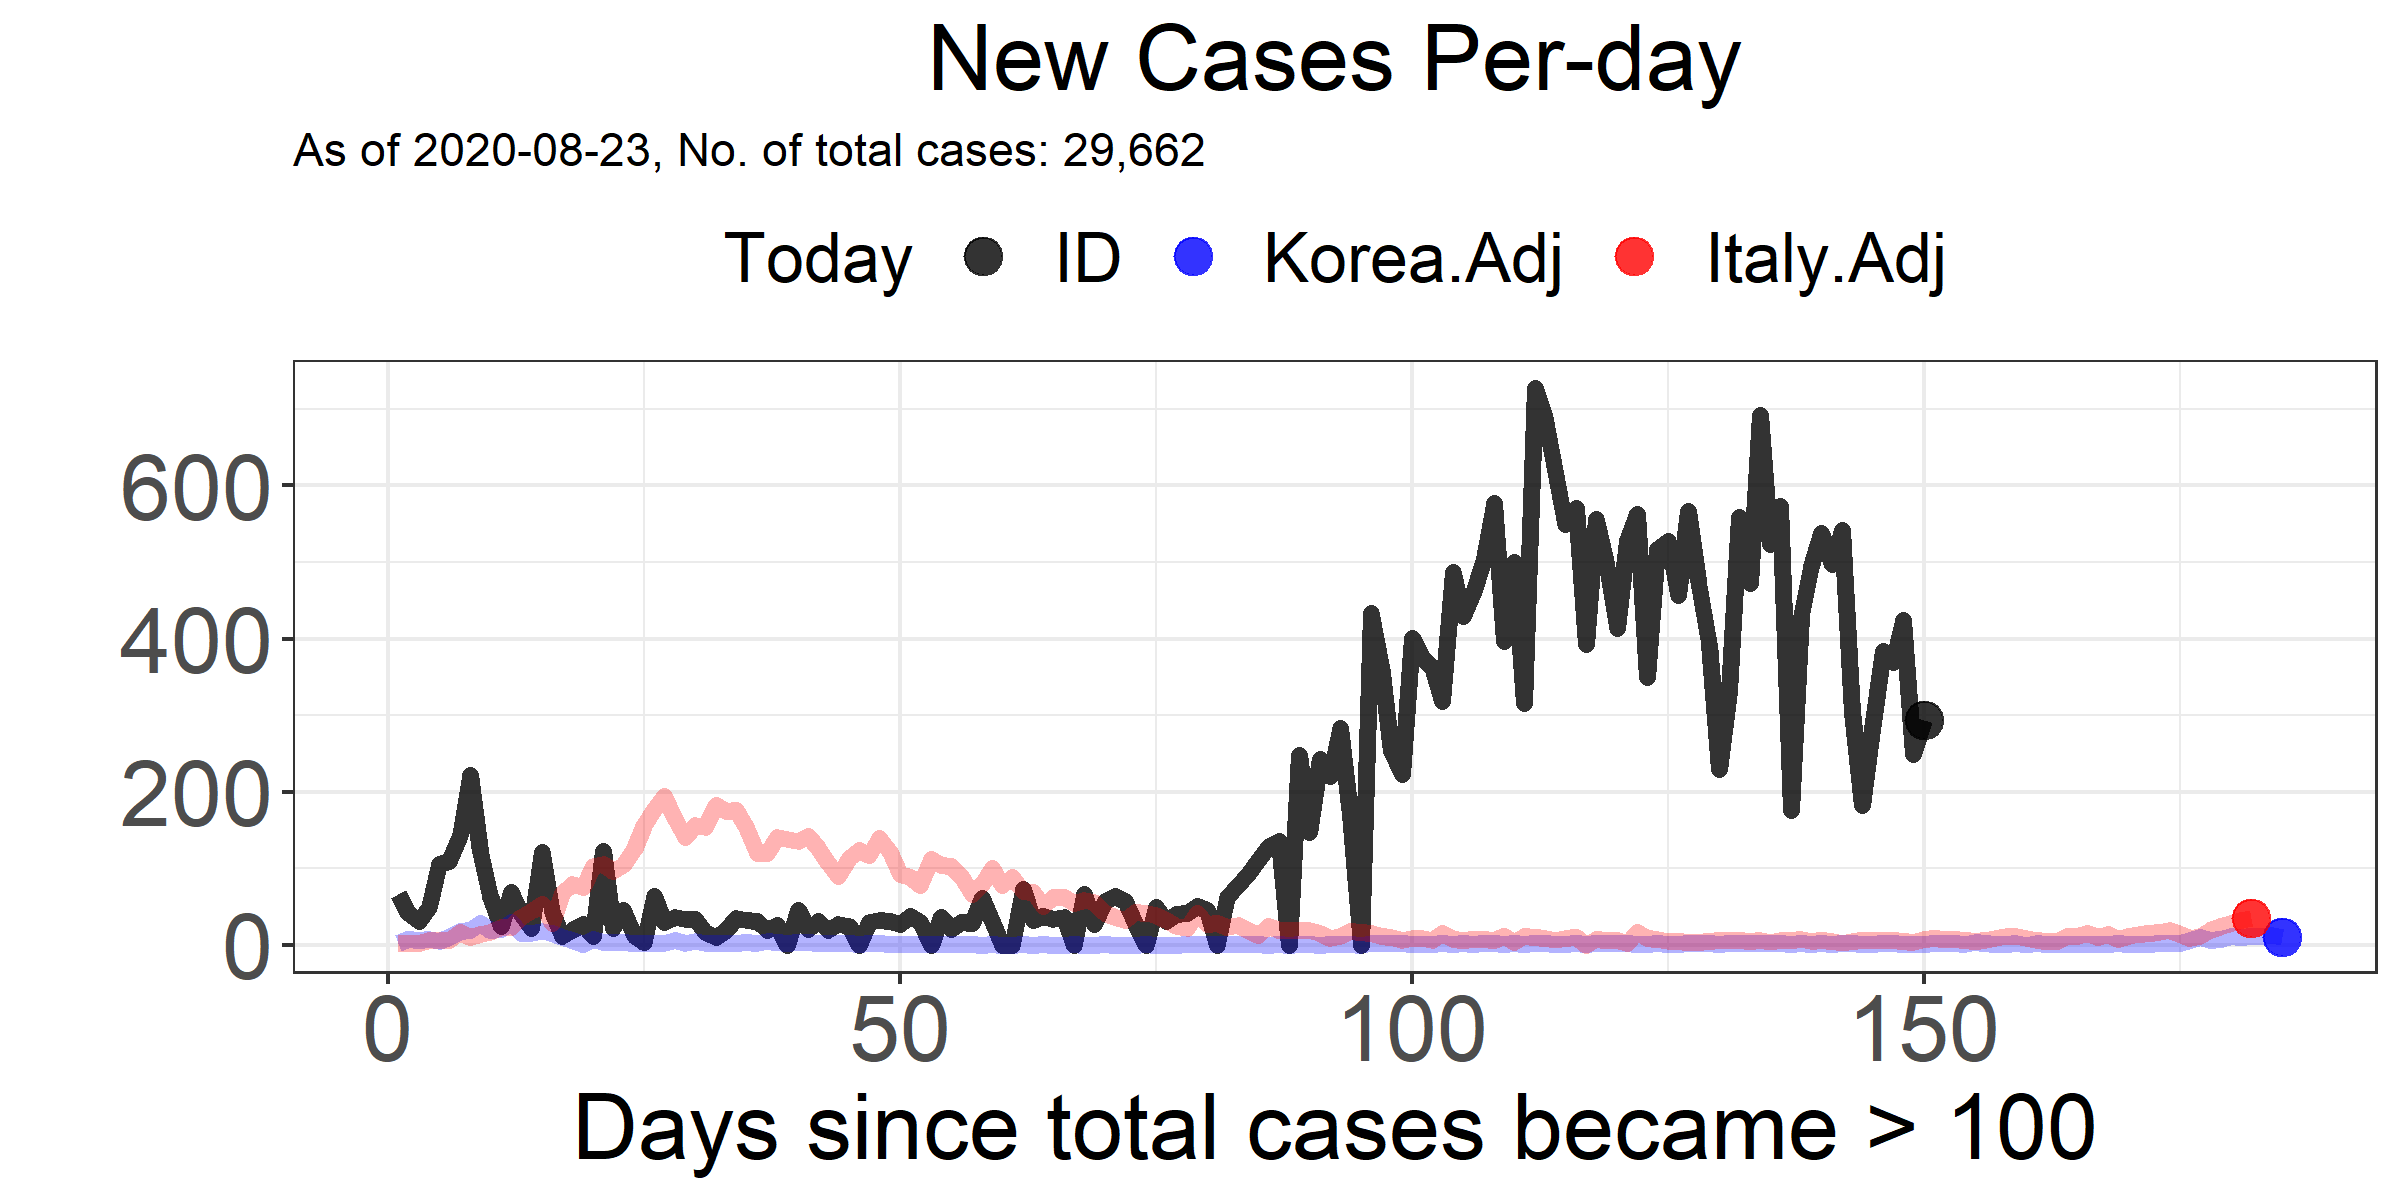 New Cases Per-day
As of 2020-08-23, No. of total cases: 29,662
Today ID Korea.Adj Italy.Adj
600
400
200
0
0 50 100 150
Days since total cases became > 100